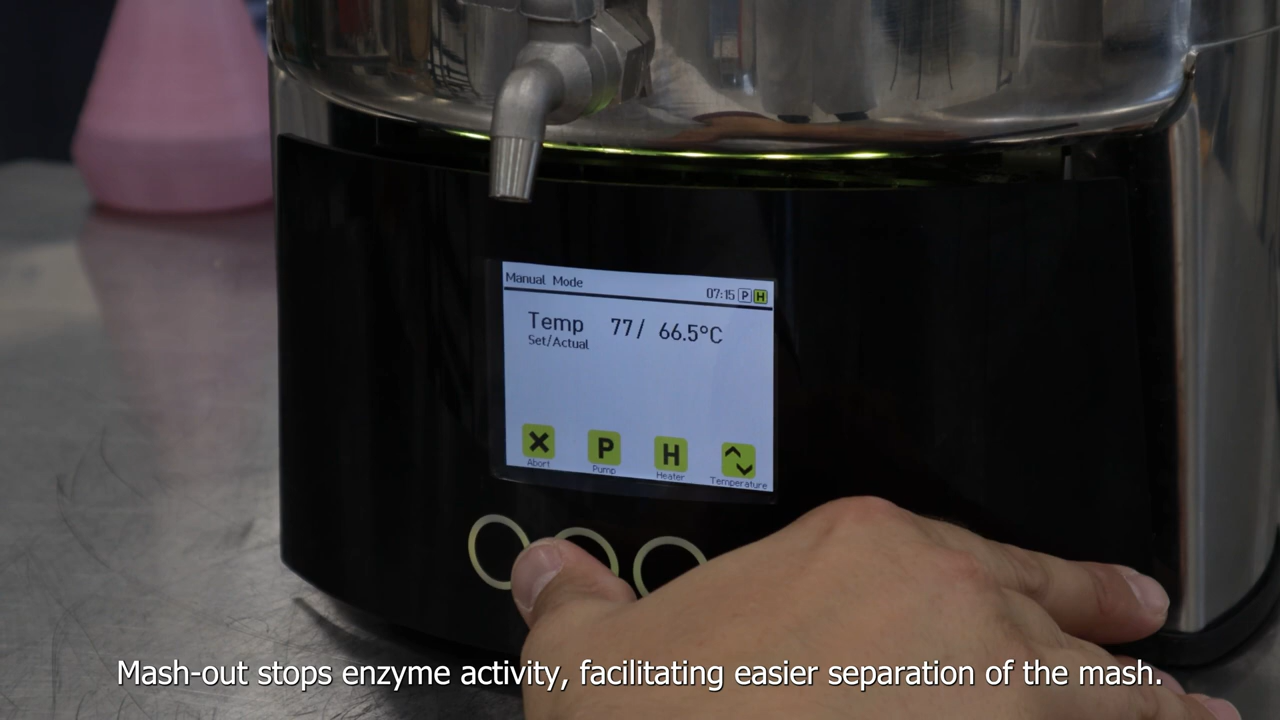 Manual Mode
07:15 P H
Temp 77/ 66.5°C
Set/Actual
P H
Abort Pump Heater Temperature
Mash-out stops enzyme activity, facilitating easier separation of the mash.